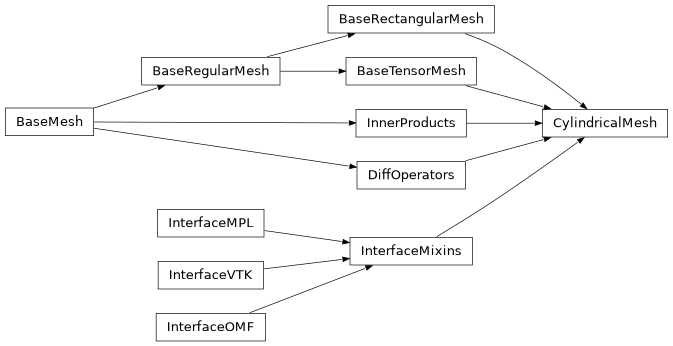 BaseRectangularMesh
BaseRegularMesh
BaseTensorMesh
BaseMesh
InnerProducts
CylindricalMesh
DiffOperators
InterfaceMPL
InterfaceMixins
InterfaceVTK
InterfaceOMF